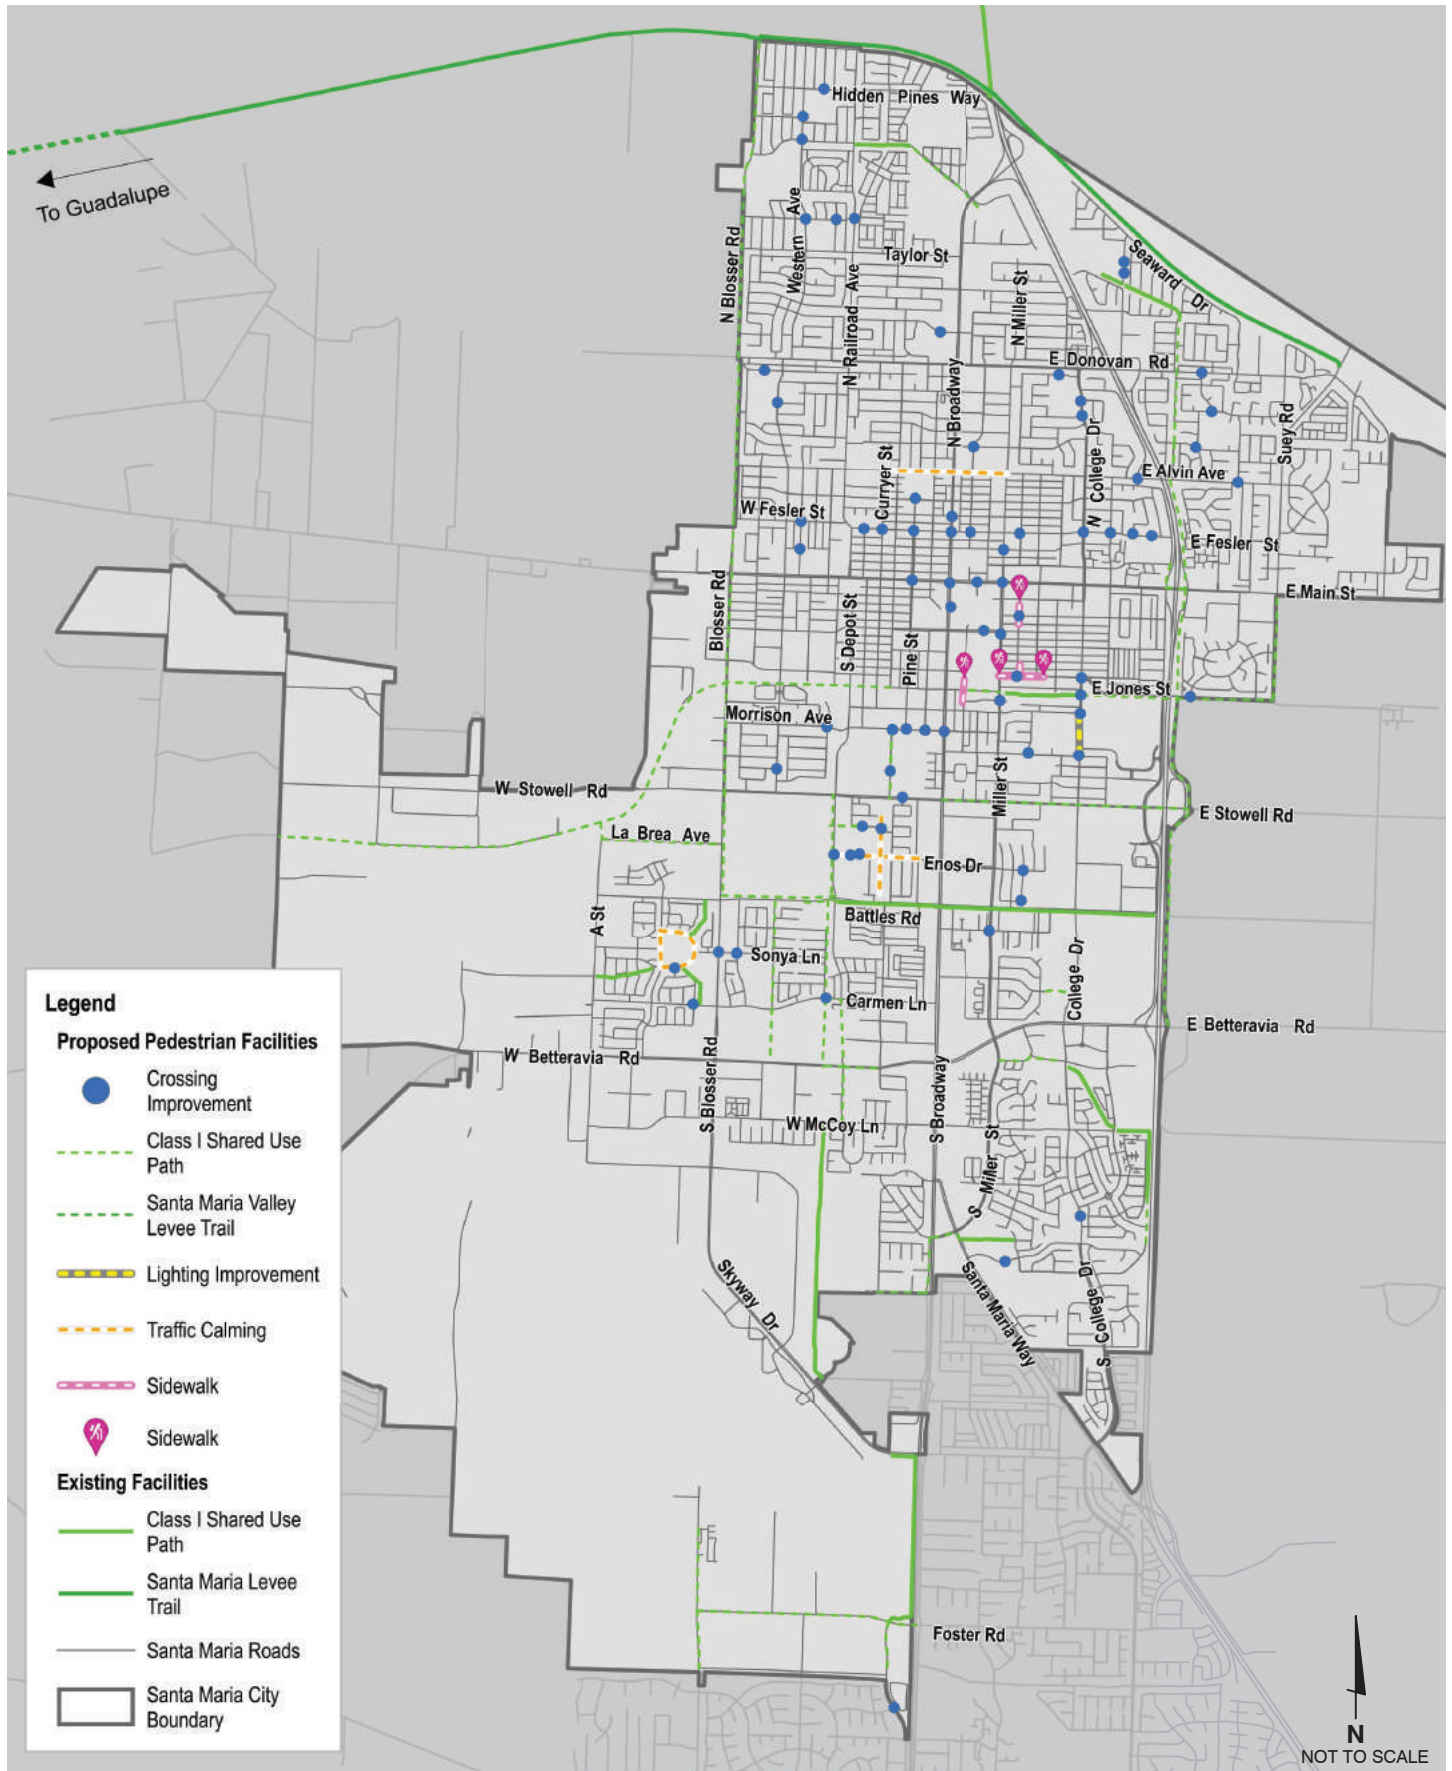 Hidden Pines Way
To Guadalupe
Western Ave
N Blosser Rd
Taylor St
Seaward Dr
N Railroad Ave
N Miller St
E Donovan Rd
N Broadway
N College Dr
Suey Rd
Curryer St
E Alvin Ave
W Fesler St
E Fesler St
E Main St
Blosser Rd
S Depot St
Pine St
E Jones St
Morrison Ave
Miller St
W Stowell Rd
E Stowell Rd
La Brea Ave
Enos Dr
A St
Battles Rd
Sonya Ln
College Dr
Carmen Ln
E Betteravia Rd
W Betteravia Rd
S Blosser Rd
S Broadway
W McCoy Ln
S Miller St
Skyway Dr
Santa Maria Way
S College Dr
Foster Rd
Legend
Proposed Pedestrian Facilities
Crossing
Improvement
Class I Shared Use
Path
Santa Maria Valley
Levee Trail
Lighting Improvement
Traffic Calming
Sidewalk
Sidewalk
Existing Facilities
Class I Shared Use
Path
Santa Maria Levee
Trail
Santa Maria Roads
Santa Maria City
Boundary
N
NOT TO SCALE